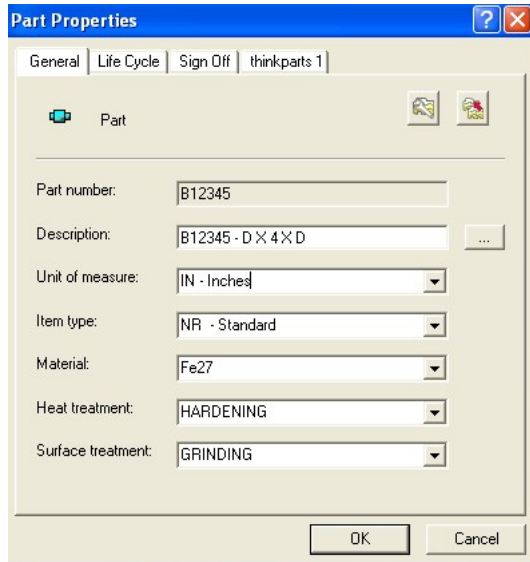 Part Properties
General Life Cycle Sign Off thinkparts 1
Part
Part number: B12345
Description: B12345 - D X 4 X D ...
Unit of measure: IN - Inches
Item type: NR - Standard
Material: Fe27
Heat treatment: HARDENING
Surface treatment: GRINDING
OK Cancel